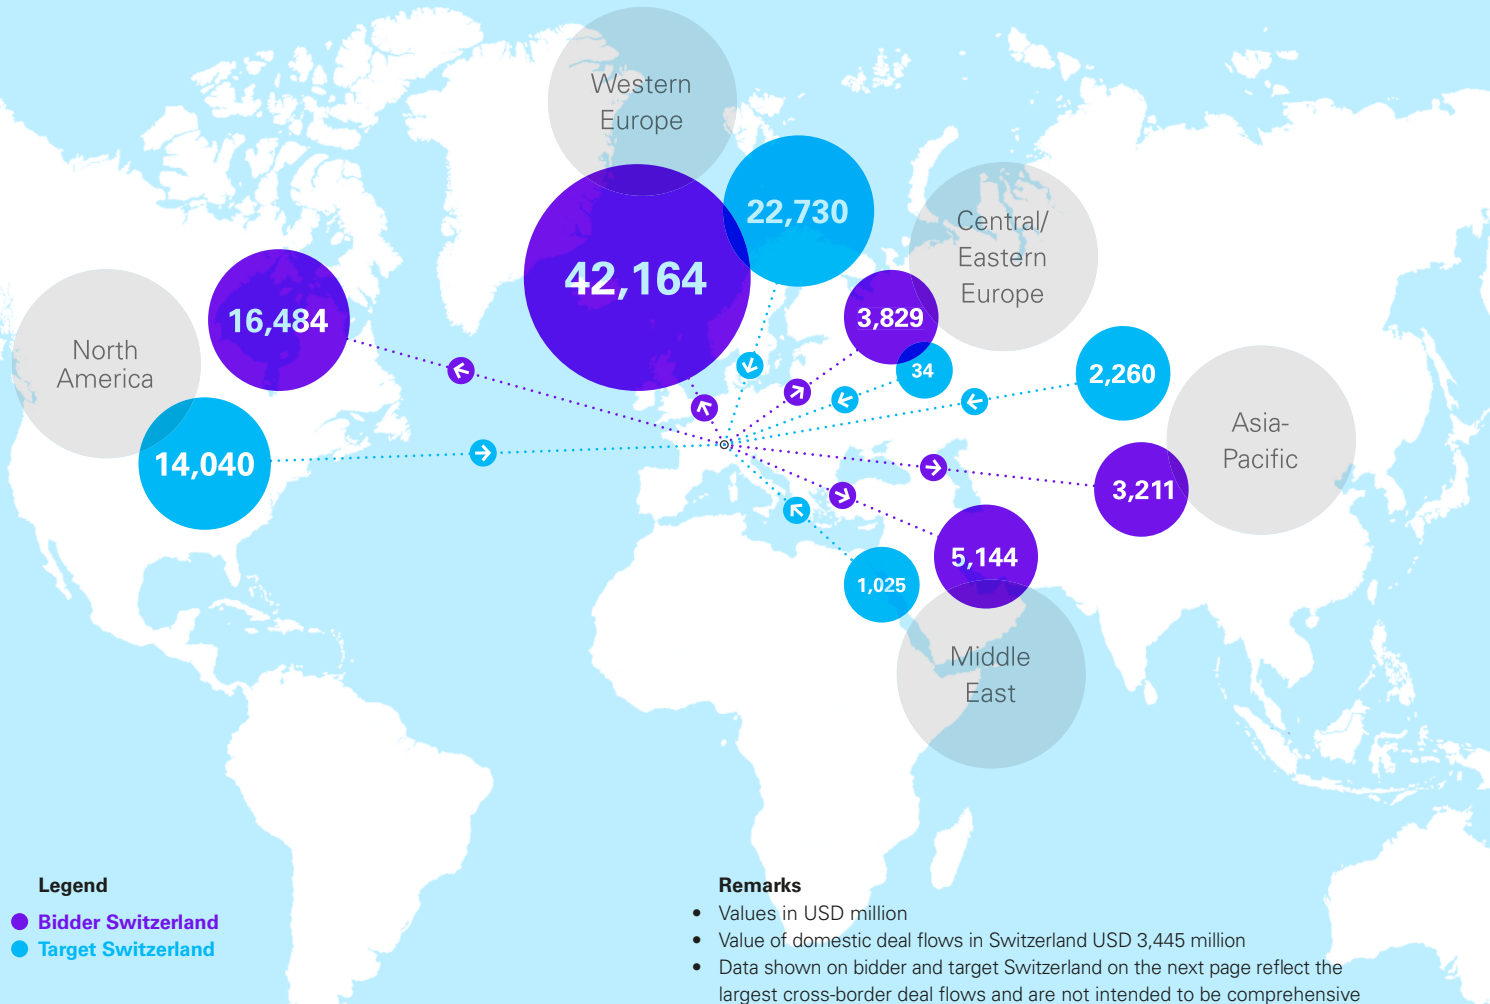 Western
Europe
22,730
Central/
Eastern
Europe
42,164
16,484
3,829
North
America
34
2,260
Asia-
Pacific
14,040
3,211
5,144
1,025
Middle
East
Legend
Bidder Switzerland
Target Switzerland
Remarks
• Values in USD million
• Value of domestic deal flows in Switzerland USD 3,445 million
• Data shown on bidder and target Switzerland on the next page reflect the
largest cross-border deal flows and are not intended to be comprehensive